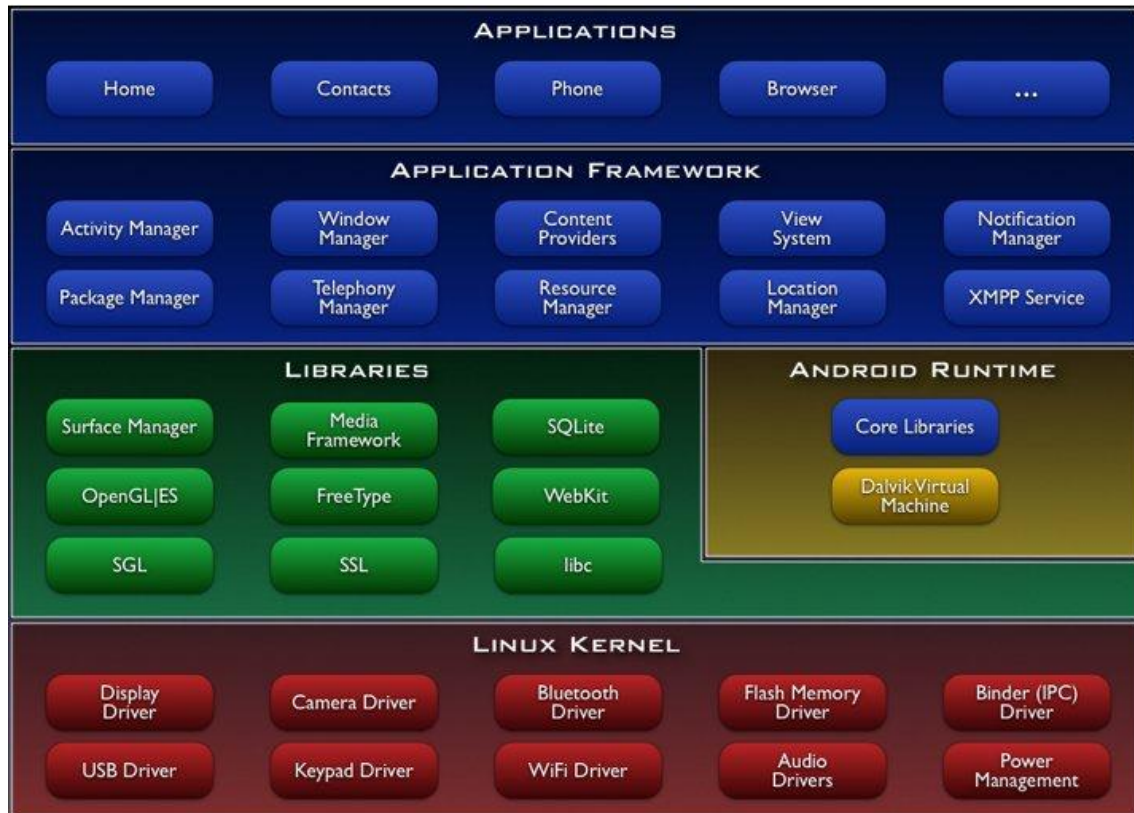 APPLICATIONS
Home
Contacts
Phone
Browser
...
APPLICATION FRAMEWORK
Activity Manager
Window
Manager
Content
Providers
View
System
Notification
Manager
Package Manager
Telephony
Manager
Resource
Manager
Location
Manager
XMPP Service
LIBRARIES
Surface Manager
Media
Framework
SQLite
OpenGL|ES
FreeType
WebKit
SGL
SSL
libc
ANDROID RUNTIME
Core Libraries
Dalvik Virtual
Machine
LINUX KERNEL
Display
Driver
Camera Driver
Bluetooth
Driver
Flash Memory
Driver
Binder (IPC)
Driver
USB Driver
Keypad Driver
WiFi Driver
Audio
Drivers
Power
Management